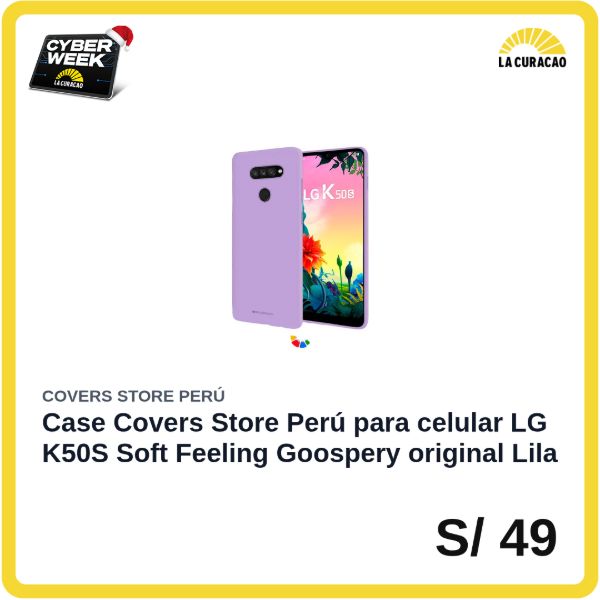 CYBER
WEEK
LA CURACAO
LA CURACAO
LG K50S
COVERS STORE PERÚ
Case Covers Store Perú para celular LG
K50S Soft Feeling Goospery original Lila
S/ 49